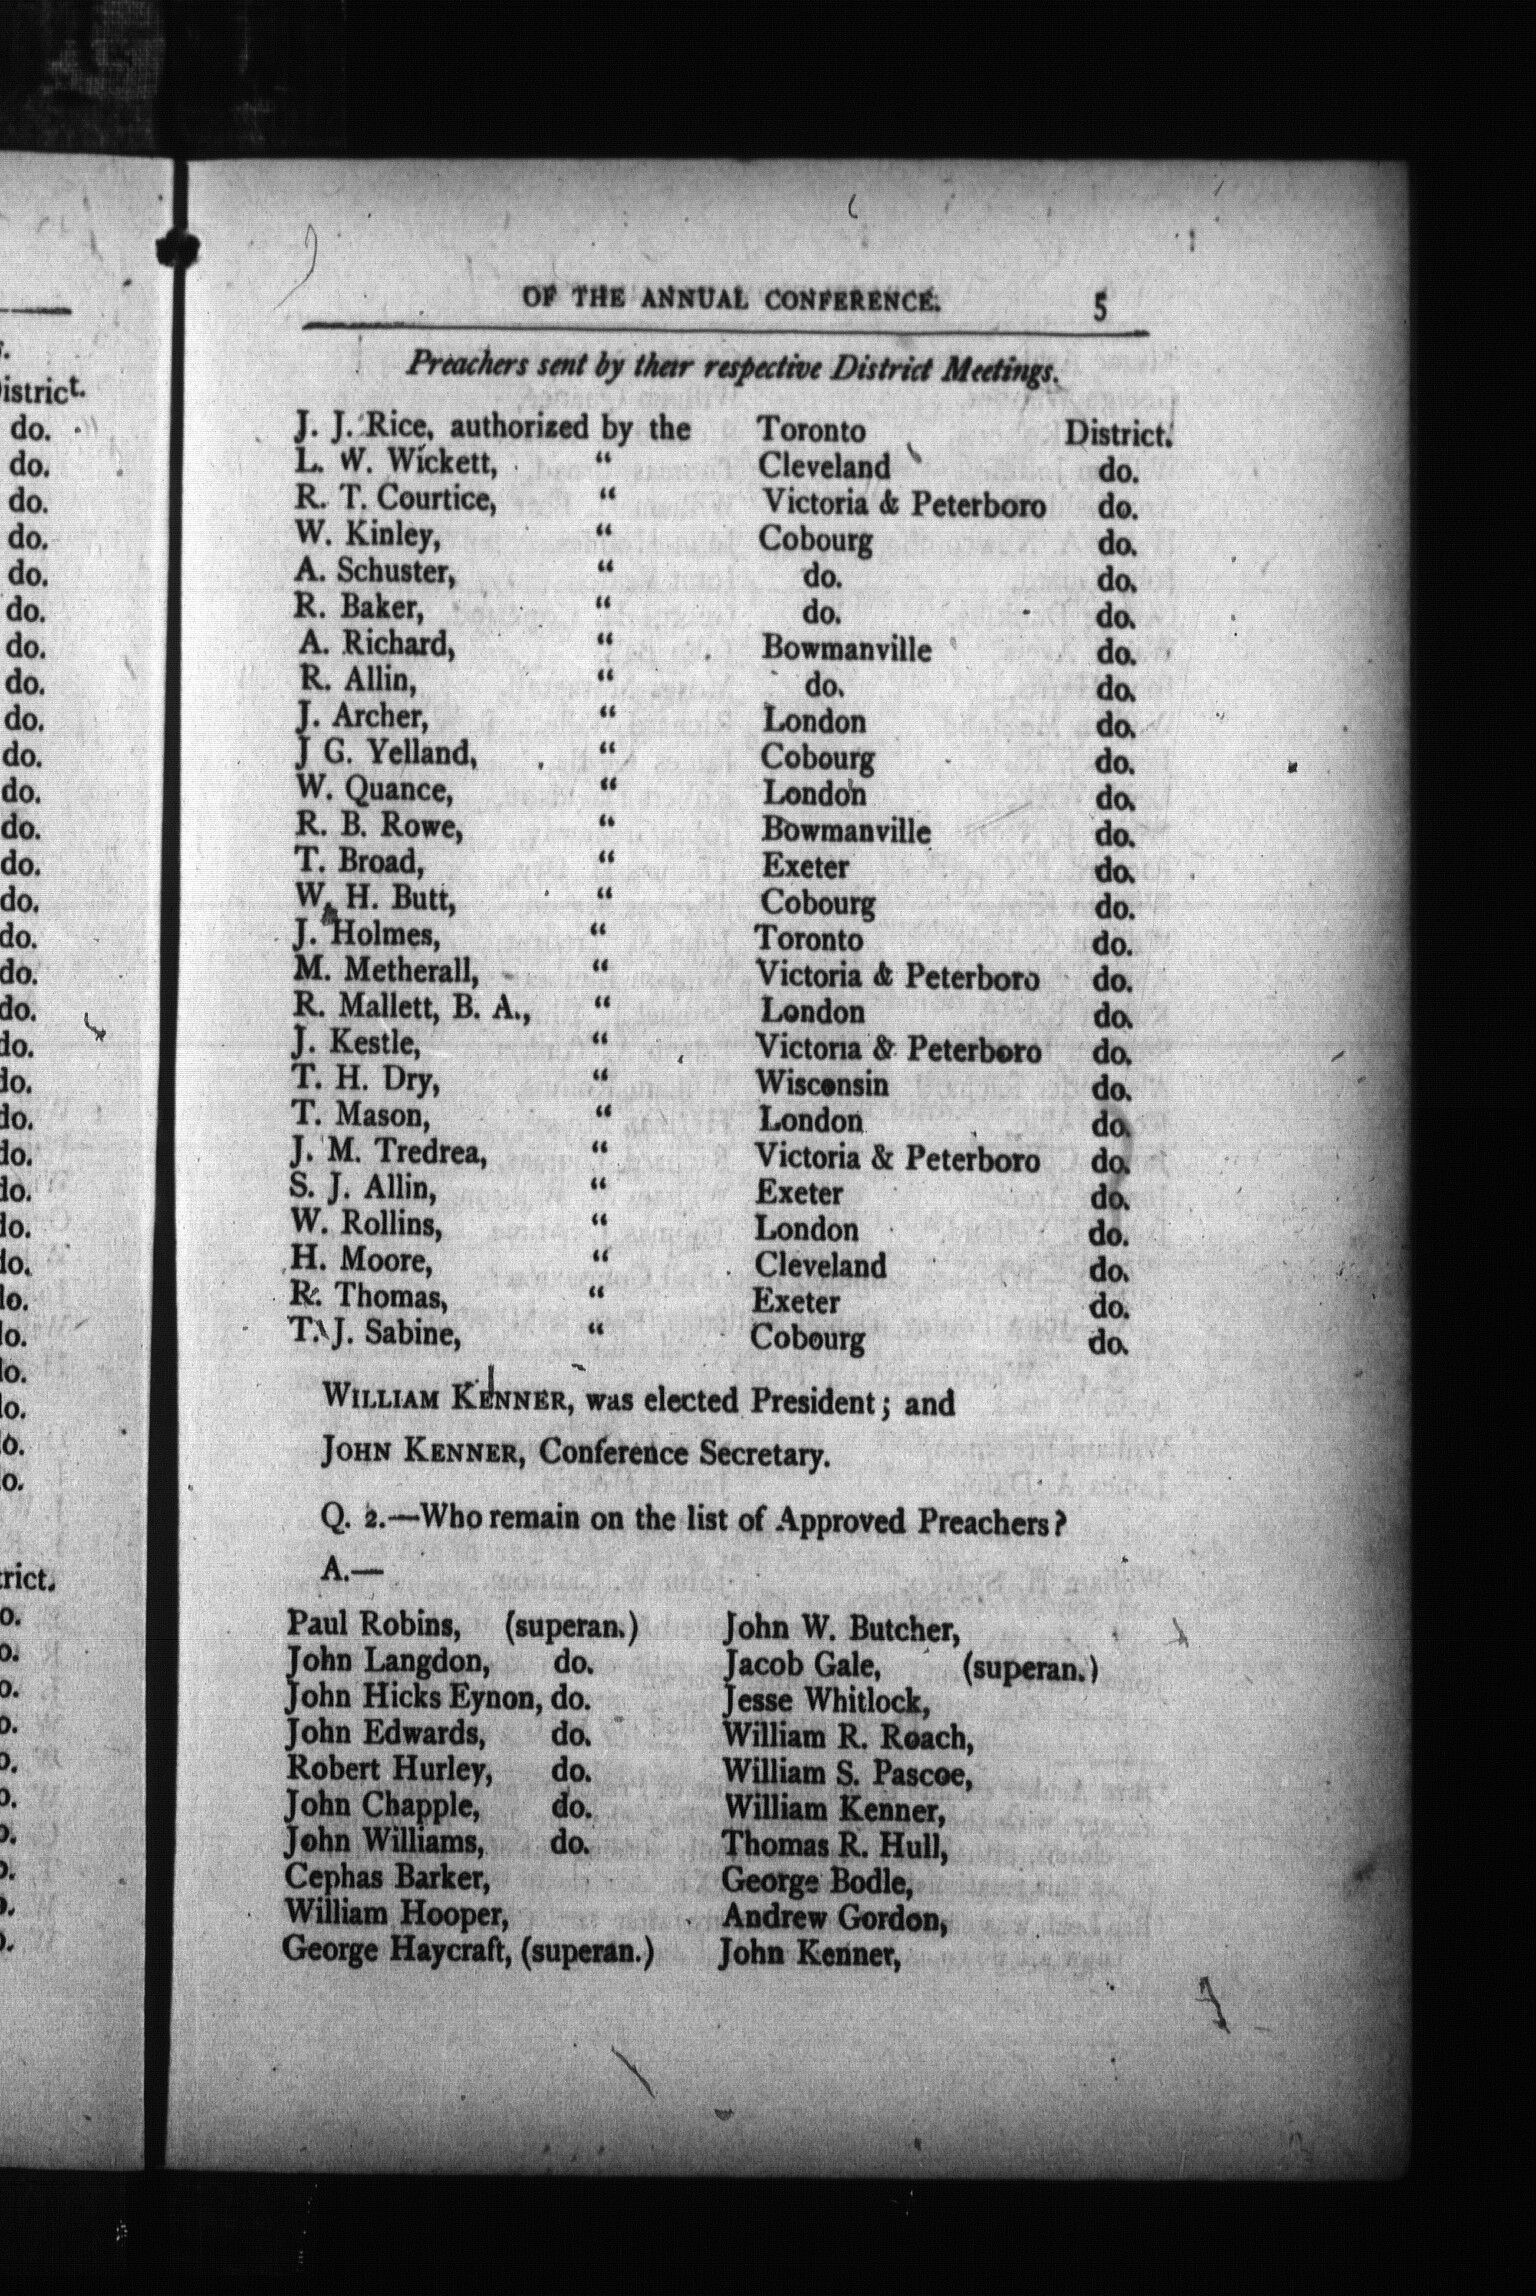 OF THE ANNUAL CONFERENCE. 5
Preachers sent by their respective District Meetings.
J. J. Rice, authorized by the Toronto District.
L. W. Wickett, “ Cleveland do.
R. T. Courtice, “ Victoria & Peterboro do.
W. Kinley, “ Cobourg do.
A. Schuster, “ do. do.
R. Baker, “ do. do.
A. Richard, “ Bowmanville do.
R. Allin, “ do. do.
J. Archer, “ London do.
J G. Yelland, “ Cobourg do.
W. Quance, “ London do.
R. B. Rowe, “ Bowmanville do.
T. Broad, “ Exeter do.
W. H. Butt, “ Cobourg do.
J. Holmes, “ Toronto do.
M. Metherall, “ Victoria & Peterboro do.
R. Mallett, B. A., “ London do.
J. Kestle, “ Victoria & Peterboro do.
T. H. Dry, “ Wisconsin do.
T. Mason, “ London do.
J. M. Tredrea, “ Victoria & Peterboro do.
S. J. Allin, “ Exeter do.
W. Rollins, “ London do.
H. Moore, “ Cleveland do.
R. Thomas, “ Exeter do.
T. J. Sabine, “ Cobourg do.
WILLIAM KENNER, was elected President; and
JOHN KENNER, Conference Secretary.
Q. 2.—Who remain on the list of Approved Preachers?
A.—
Paul Robins, (superan.) John W. Butcher,
John Langdon, do. Jacob Gale, (superan.)
John Hicks Eynon, do. Jesse Whitlock,
John Edwards, do. William R. Roach,
Robert Hurley, do. William S. Pascoe,
John Chapple, do. William Kenner,
John Williams, do. Thomas R. Hull,
Cephas Barker, George Bodle,
William Hooper, Andrew Gordon,
George Haycraft, (superan.) John Kenner,